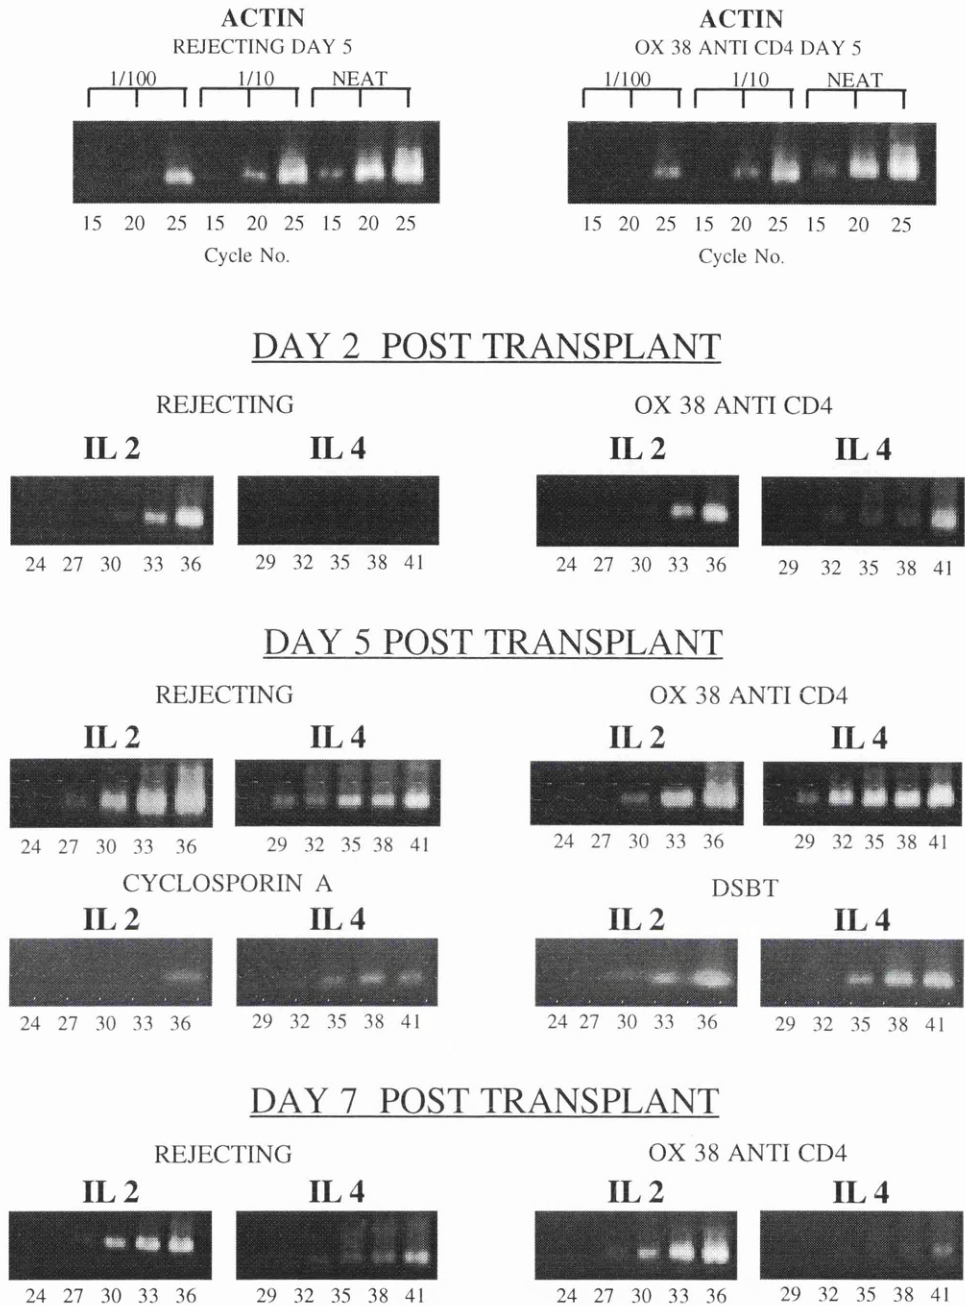 ACTIN
REJECTING DAY 5
1/100 1/10 NEAT
15 20 25 15 20 25 15 20 25
Cycle No.
ACTIN
OX 38 ANTI CD4 DAY 5
1/100 1/10 NEAT
15 20 25 15 20 25 15 20 25
Cycle No.
DAY 2 POST TRANSPLANT
REJECTING
IL 2 IL 4
24 27 30 33 36 29 32 35 38 41
OX 38 ANTI CD4
IL 2 IL 4
24 27 30 33 36 29 32 35 38 41
DAY 5 POST TRANSPLANT
REJECTING
IL 2 IL 4
24 27 30 33 36 29 32 35 38 41
OX 38 ANTI CD4
IL 2 IL 4
24 27 30 33 36 29 32 35 38 41
CYCLOSPORIN A
IL 2 IL 4
24 27 30 33 36 29 32 35 38 41
DSBT
IL 2 IL 4
24 27 30 33 36 29 32 35 38 41
DAY 7 POST TRANSPLANT
REJECTING
IL 2 IL 4
24 27 30 33 36 29 32 35 38 41
OX 38 ANTI CD4
IL 2 IL 4
24 27 30 33 36 29 32 35 38 41